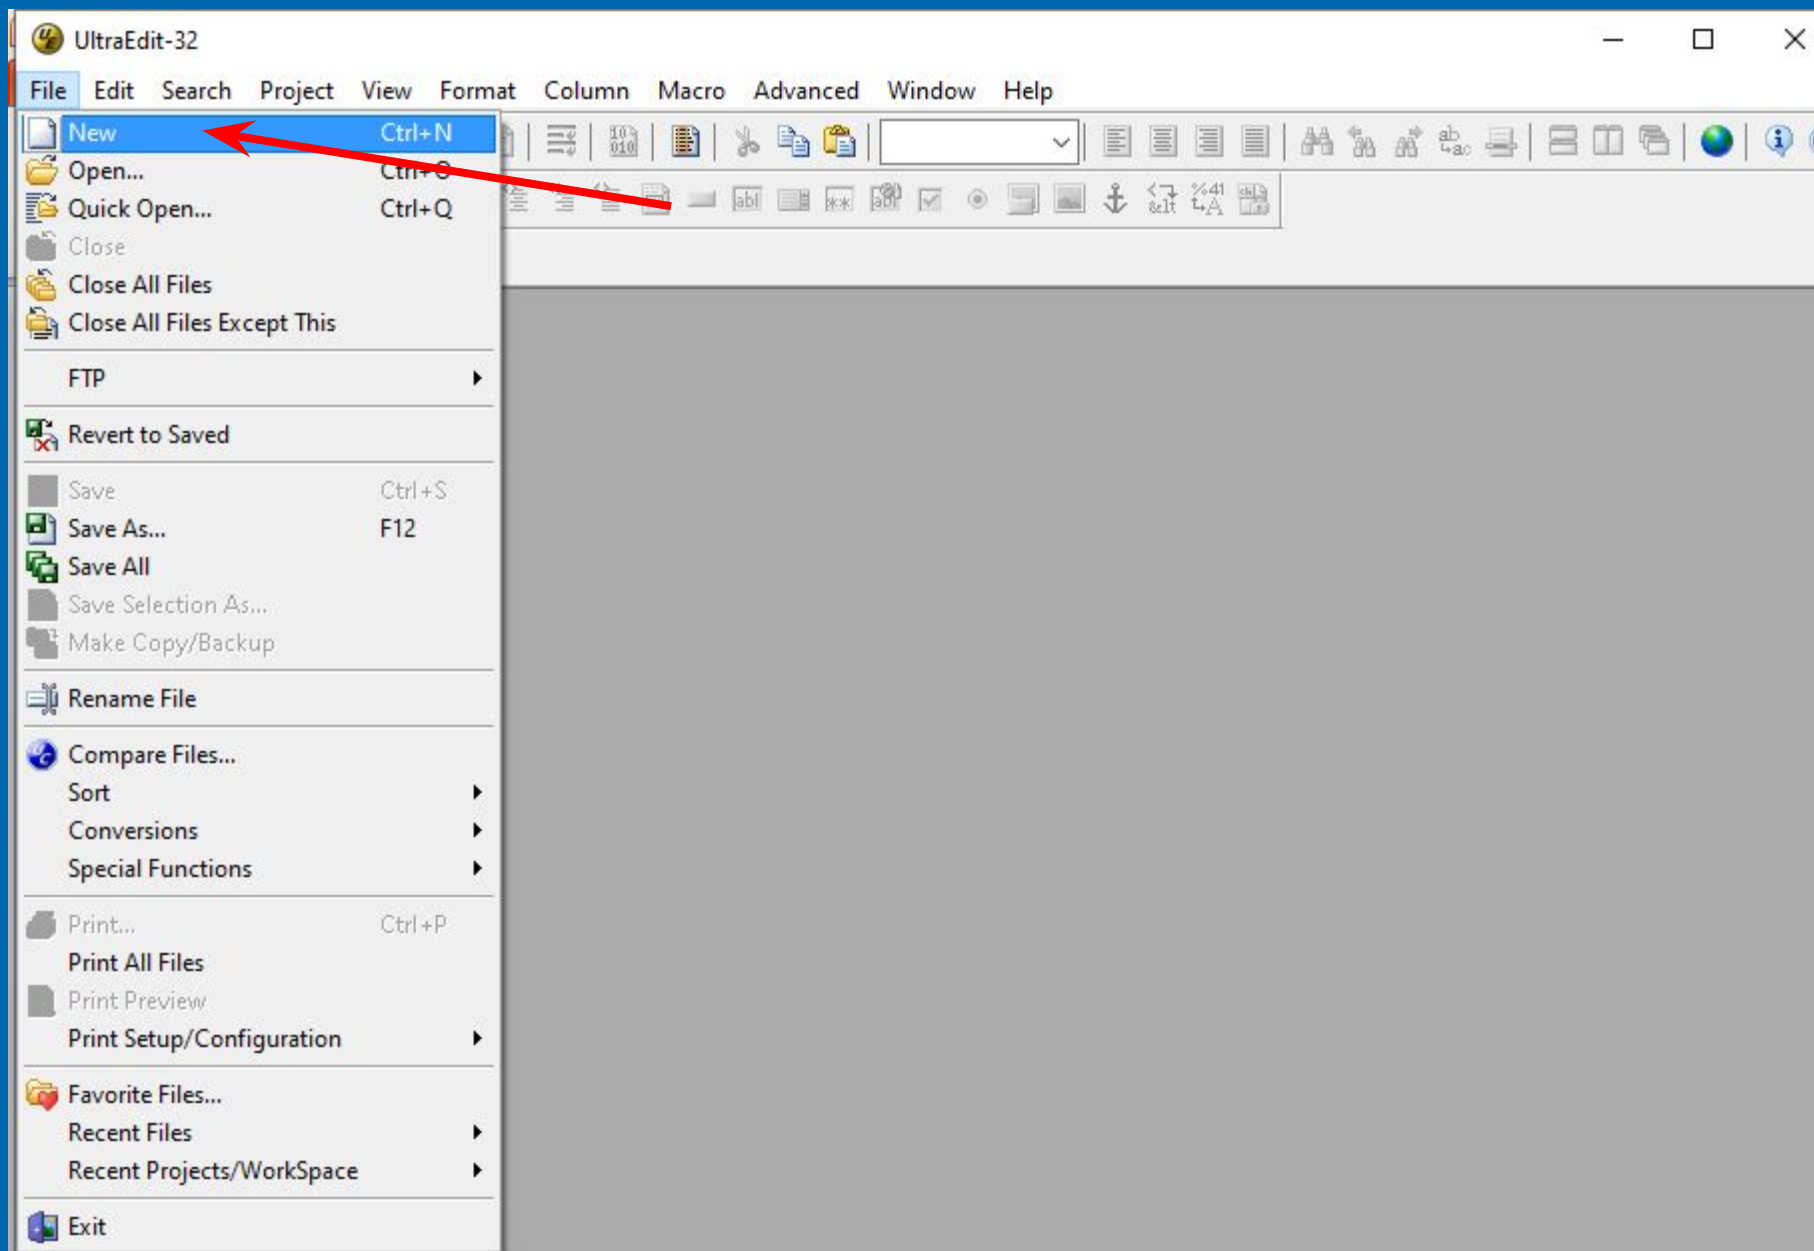 UltraEdit-32
File Edit Search Project View Format Column Macro Advanced Window Help
New Ctrl+N
Open... Ctrl+O
Quick Open... Ctrl+Q
Close
Close All Files
Close All Files Except This
FTP
Revert to Saved
Save Ctrl+S
Save As... F12
Save All
Save Selection As...
Make Copy/Backup
Rename File
Compare Files...
Sort
Conversions
Special Functions
Print... Ctrl+P
Print All Files
Print Preview
Print Setup/Configuration
Favorite Files...
Recent Files
Recent Projects/WorkSpace
Exit